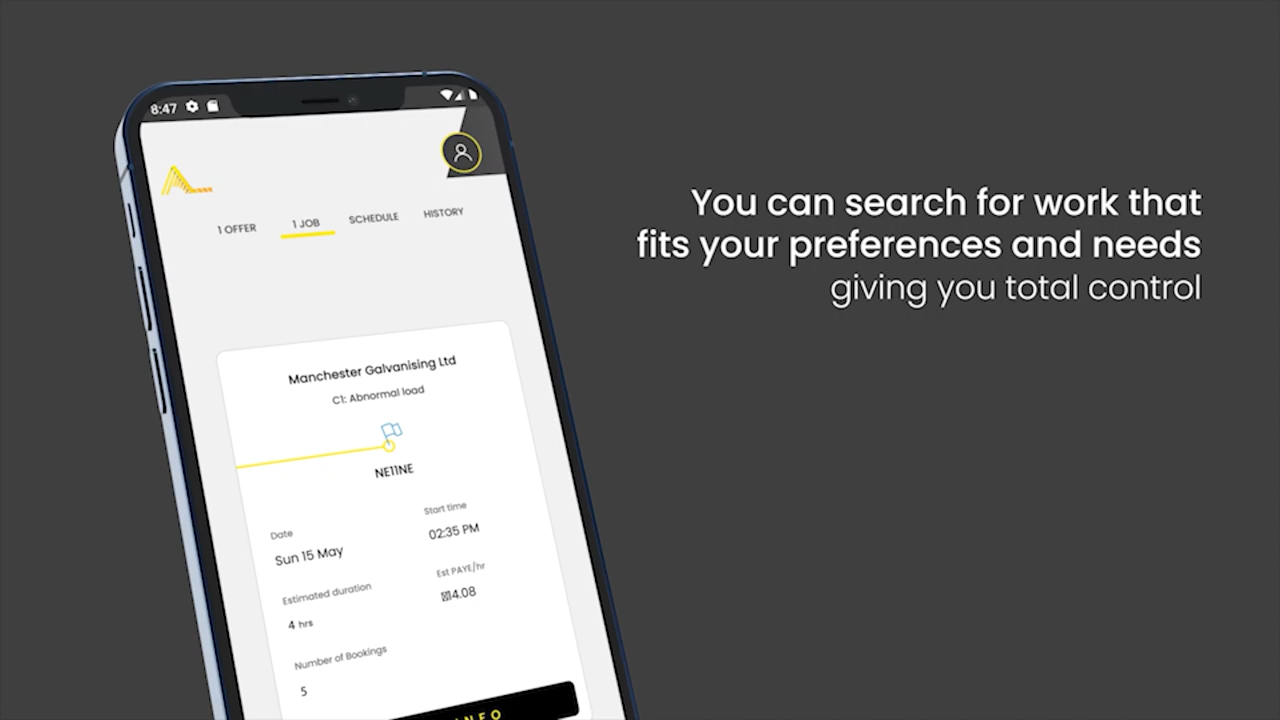 8:47
1 OFFER
1 JOB
SCHEDULE
HISTORY
Manchester Galvanising Ltd
C1: Abnormal load
NE11NE
Date
Start time
Sun 15 May
02:35 PM
Estimated duration
Est PAYE/hr
4 hrs
14.08
Number of Bookings
5
You can search for work that
fits your preferences and needs
giving you total control